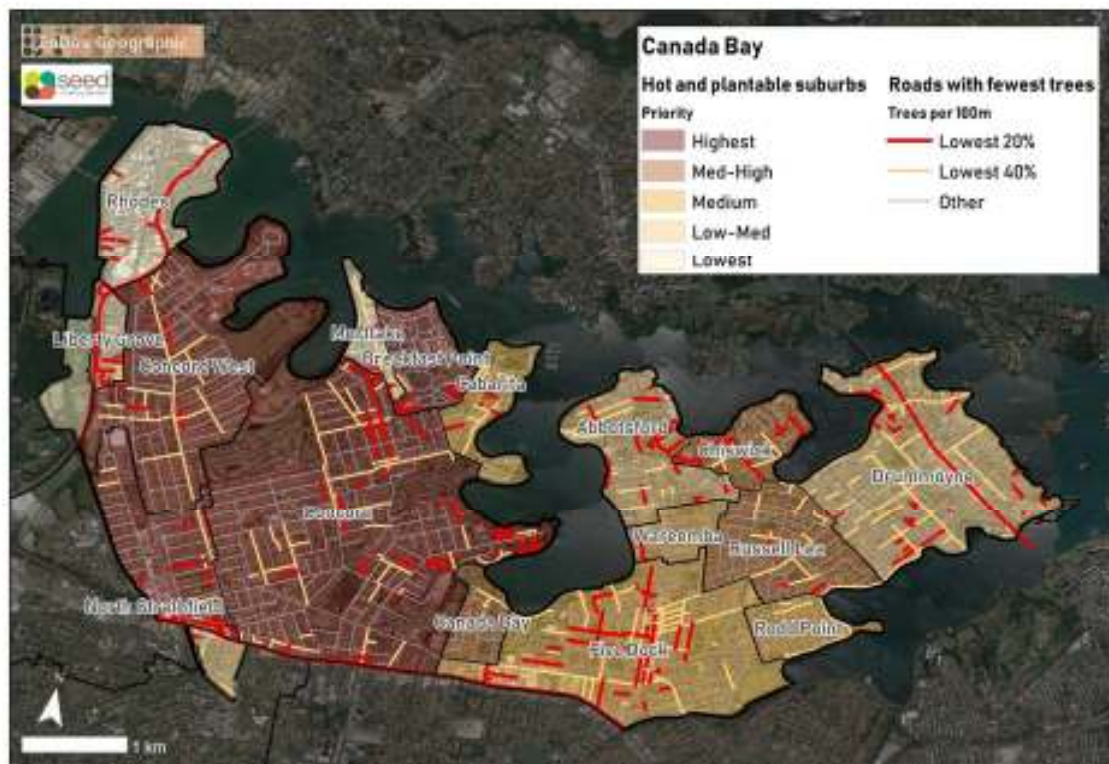 Geographic
seed
Canada Bay
Hot and plantable suburbs
Priority
Highest
Med-High
Medium
Low-Med
Lowest
Roads with fewest trees
Trees per 100m
Lowest 20%
Lowest 40%
Other
Rhodes
Liberty Grove
Concord West
Mortlake
Breakfast Point
Cabarita
Abbotsford
Chiswick
Drummoyne
Concord
Wareemba
Russell Lea
North Strathfield
Canada Bay
Five Dock
Rodd Point
N
1 km